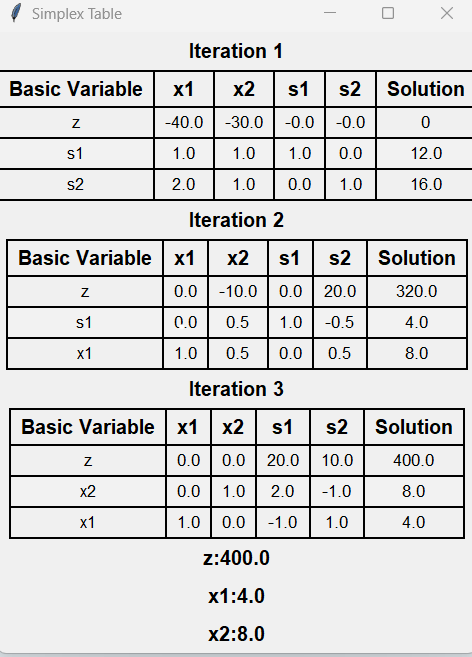 Simplex Table
Iteration 1
Basic Variable x1 x2 s1 s2 Solution
z -40.0 -30.0 -0.0 -0.0 0
s1 1.0 1.0 1.0 0.0 12.0
s2 2.0 1.0 0.0 1.0 16.0
Iteration 2
Basic Variable x1 x2 s1 s2 Solution
z 0.0 -10.0 0.0 20.0 320.0
s1 0.0 0.5 1.0 -0.5 4.0
x1 1.0 0.5 0.0 0.5 8.0
Iteration 3
Basic Variable x1 x2 s1 s2 Solution
z 0.0 0.0 20.0 10.0 400.0
x2 0.0 1.0 2.0 -1.0 8.0
x1 1.0 0.0 -1.0 1.0 4.0
z:400.0
x1:4.0
x2:8.0